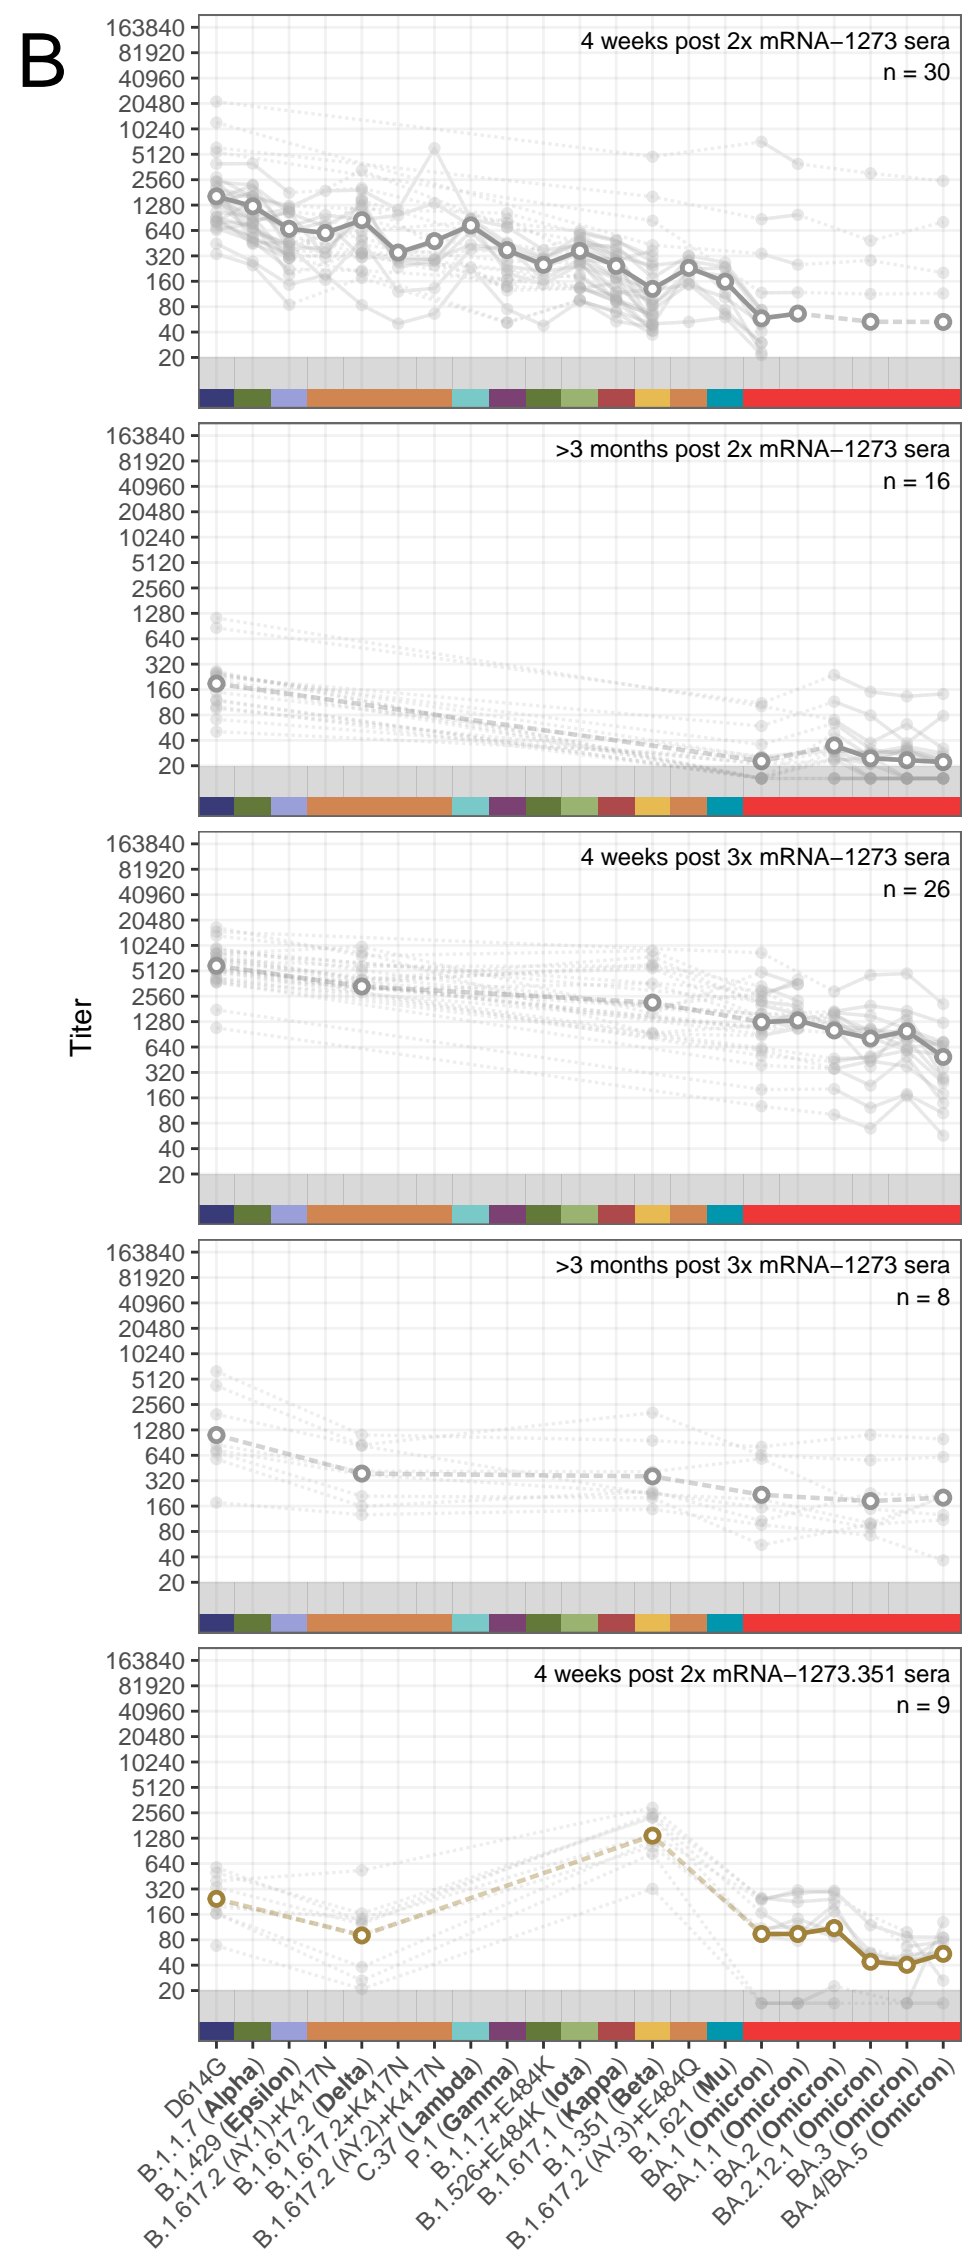 B
Titer
163840
81920
40960
20480
10240
5120
2560
1280
640
320
160
80
40
20
4 weeks post 2x mRNA−1273 sera
n = 30
163840
81920
40960
20480
10240
5120
2560
1280
640
320
160
80
40
20
>3 months post 2x mRNA−1273 sera
n = 16
163840
81920
40960
20480
10240
5120
2560
1280
640
320
160
80
40
20
4 weeks post 3x mRNA−1273 sera
n = 26
163840
81920
40960
20480
10240
5120
2560
1280
640
320
160
80
40
20
>3 months post 3x mRNA−1273 sera
n = 8
163840
81920
40960
20480
10240
5120
2560
1280
640
320
160
80
40
20
4 weeks post 2x mRNA−1273.351 sera
n = 9
D614G
B.1.1.7 (Alpha)
B.1.429 (Epsilon)
B.1.617.2 (AY.1)+K417N
B.1.617.2 (Delta)
B.1.617.2+K417N
B.1.617.2 (AY.2)+K417N
C.37 (Lambda)
P.1 (Gamma)
B.1.1.7+E484K
B.1.526+E484K (Iota)
B.1.617.1 (Kappa)
B.1.351 (Beta)
B.1.617.2 (AY.3)+E484Q
B.1.621 (Mu)
BA.1 (Omicron)
BA.1.1 (Omicron)
BA.2 (Omicron)
BA.2.12.1 (Omicron)
BA.3 (Omicron)
BA.4/BA.5 (Omicron)